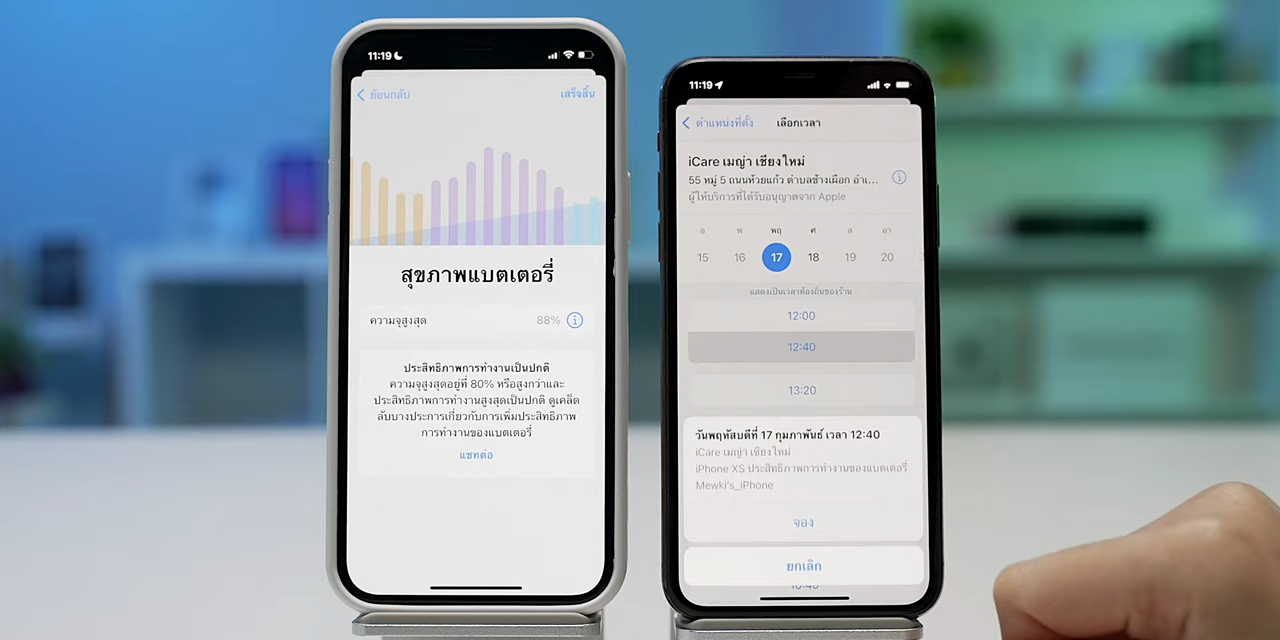 11:19
ย้อนกลับ
เสร็จสิ้น
สุขภาพแบตเตอรี่
ความจุสูงสุด
88%
ประสิทธิภาพการทำงานเป็นปกติ
ความจุสูงสุดอยู่ที่ 80% หรือสูงกว่าและ
ประสิทธิภาพการทำงานสูงสุดเป็นปกติ ดูเคล็ด
ลับบางประการเกี่ยวกับการเพิ่มประสิทธิภาพ
การทำงานของแบตเตอรี่
แชทต่อ
11:19
ตำแหน่งที่ตั้ง
เลือกเวลา
iCare เมญ่า เชียงใหม่
55 หมู่ 5 ถนนห้วยแก้ว ตำบลช้างเผือก อำเ...
ผู้ให้บริการที่ได้รับอนุญาตจาก Apple
อ พ พฤ ศ ส อา
15 16 17 18 19 20
แสดงเป็นเวลาท้องถิ่นของร้าน
12:00
12:40
13:20
วันพฤหัสบดีที่ 17 กุมภาพันธ์ เวลา 12:40
iCare เมญ่า เชียงใหม่
iPhone XS ประสิทธิภาพการทำงานของแบตเตอรี่
Mewki's_iPhone
จอง
ยกเลิก